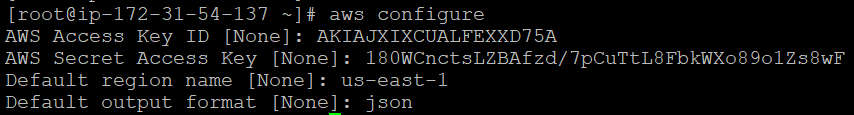 [root@ip-172-31-54-137 ~]# aws configure
AWS Access Key ID [None]: AKIAJXIXCUALFEXXD75A
AWS Secret Access Key [None]: 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
Default region name [None]: us-east-1
Default output format [None]: json